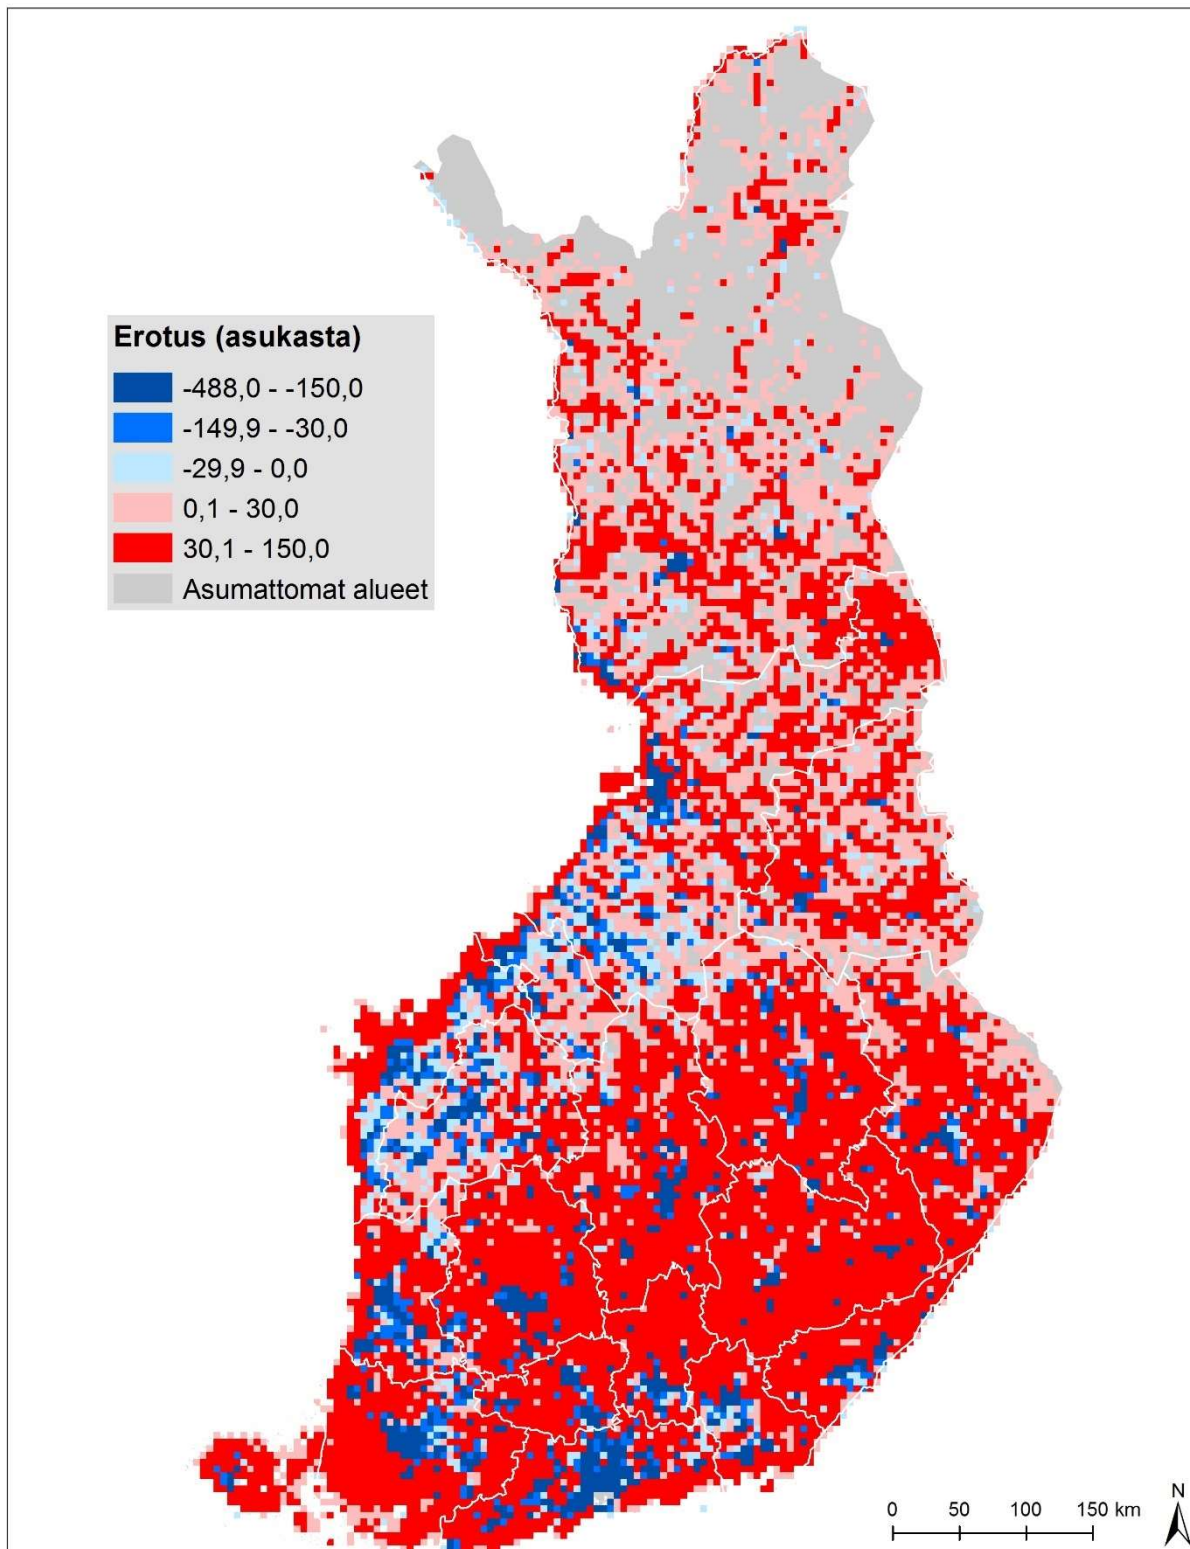 Erotus (asukasta)
-488,0 - -150,0
-149,9 - -30,0
-29,9 - 0,0
0,1 - 30,0
30,1 - 150,0
Asumattomat alueet
0 50 100 150 km
N